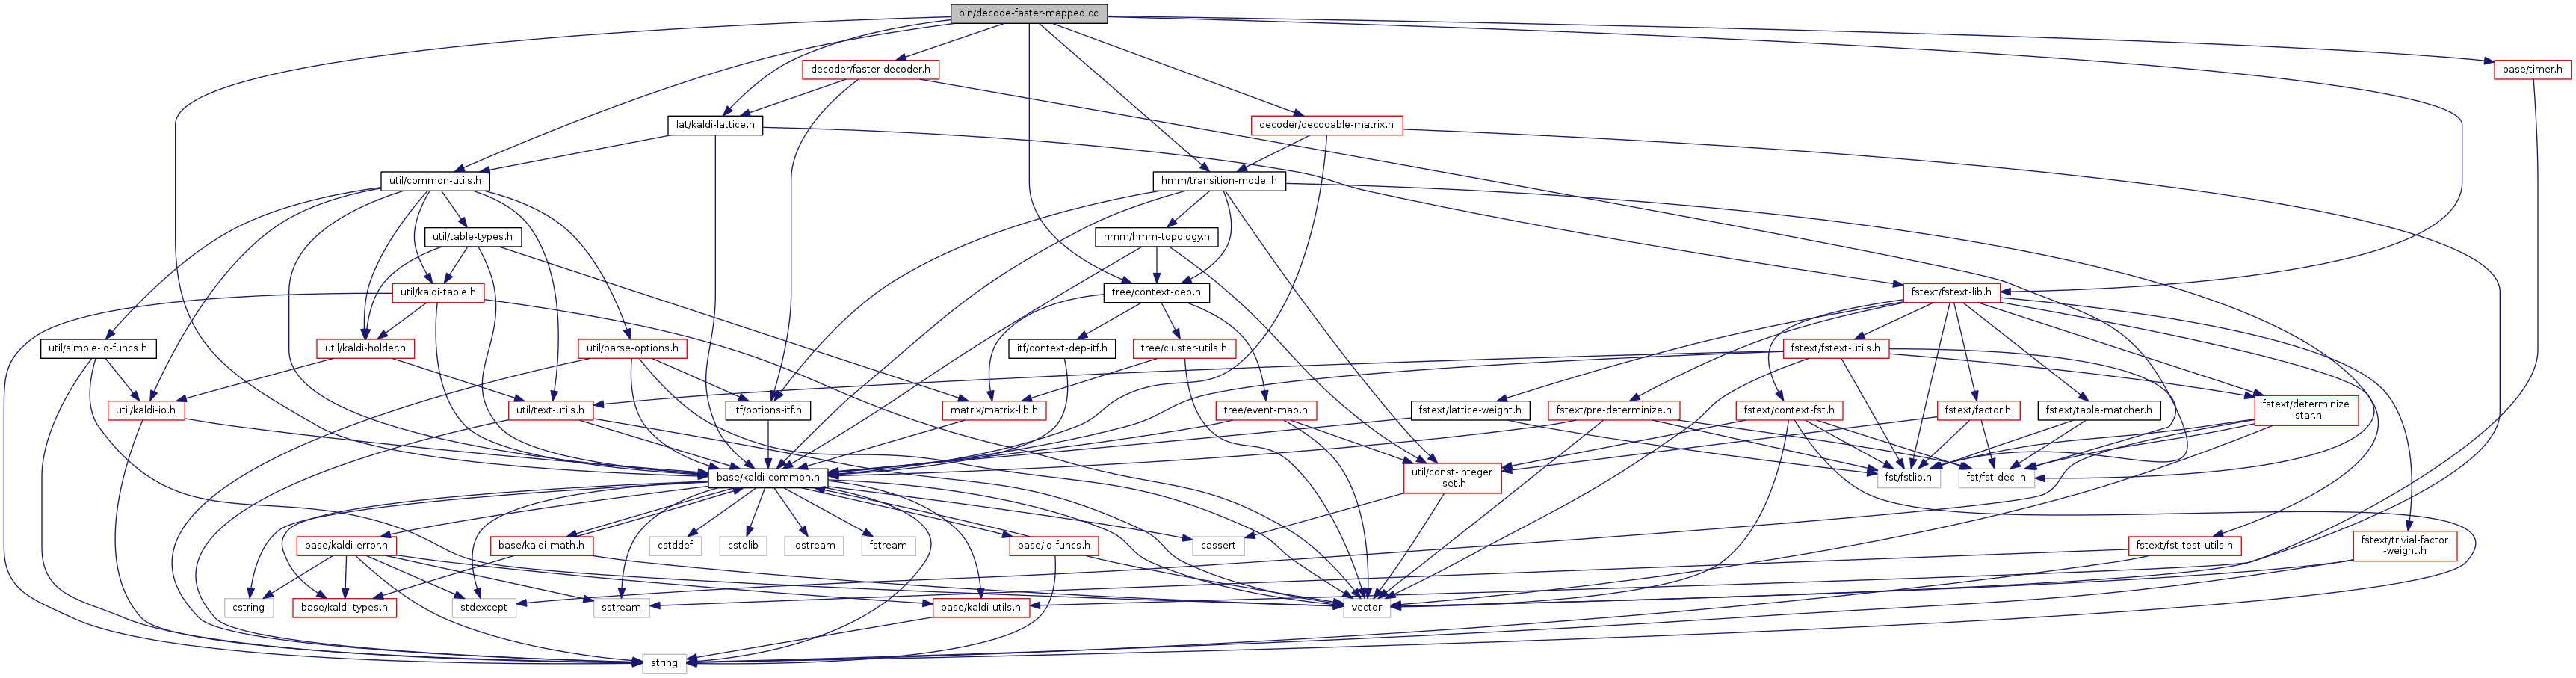 bin/decode-faster-mapped.cc
decoder/faster-decoder.h
base/timer.h
lat/kaldi-lattice.h
decoder/decodable-matrix.h
util/common-utils.h
hmm/transition-model.h
util/table-types.h
hmm/hmm-topology.h
util/kaldi-table.h
tree/context-dep.h
fstext/fstext-lib.h
util/simple-io-funcs.h
util/kaldi-holder.h
util/parse-options.h
itf/context-dep-itf.h
tree/cluster-utils.h
fstext/fstext-utils.h
util/kaldi-io.h
util/text-utils.h
itf/options-itf.h
matrix/matrix-lib.h
tree/event-map.h
fstext/lattice-weight.h
fstext/pre-determinize.h
fstext/context-fst.h
fstext/factor.h
fstext/table-matcher.h
fstext/determinize
-star.h
base/kaldi-common.h
util/const-integer
-set.h
fst/fstlib.h
fst/fst-decl.h
base/kaldi-error.h
base/kaldi-math.h
cstddef
cstdlib
iostream
fstream
base/io-funcs.h
cassert
fstext/fst-test-utils.h
fstext/trivial-factor
-weight.h
cstring
base/kaldi-types.h
stdexcept
sstream
base/kaldi-utils.h
vector
string